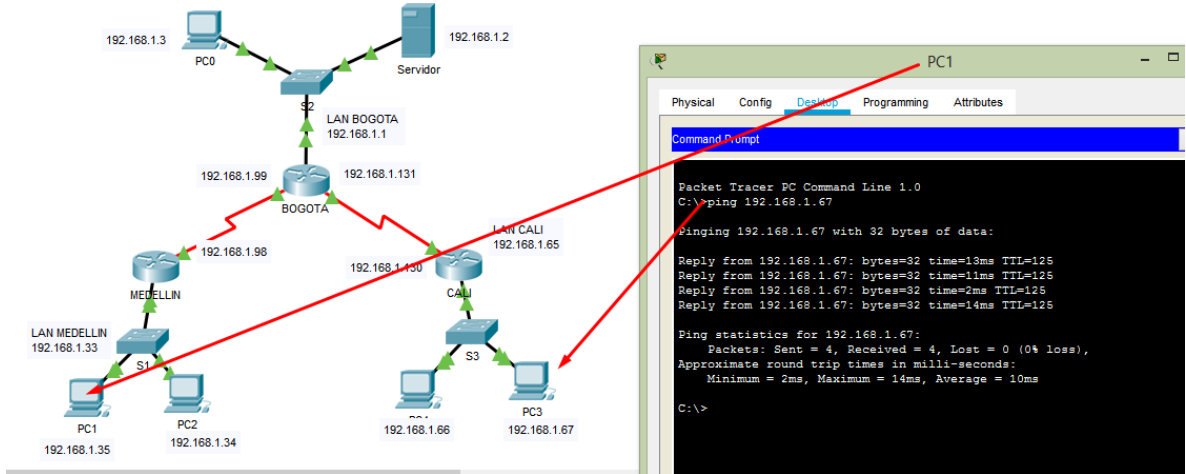 192.168.1.3
PC0
192.168.1.2
Servidor
S2
LAN BOGOTA
192.168.1.1
192.168.1.99
192.168.1.131
BOGOTA
192.168.1.98
MEDELLIN
LAN CALI
192.168.1.65
192.168.1.130
CALI
LAN MEDELLIN
192.168.1.33
S1
S3
PC1
192.168.1.35
PC2
192.168.1.34
192.168.1.66
PC3
192.168.1.67
PC1
Physical Config Desktop Programming Attributes
Command Prompt
Packet Tracer PC Command Line 1.0
C:\>ping 192.168.1.67
Pinging 192.168.1.67 with 32 bytes of data:
Reply from 192.168.1.67: bytes=32 time=13ms TTL=125
Reply from 192.168.1.67: bytes=32 time=11ms TTL=125
Reply from 192.168.1.67: bytes=32 time=2ms TTL=125
Reply from 192.168.1.67: bytes=32 time=14ms TTL=125
Ping statistics for 192.168.1.67:
Packets: Sent = 4, Received = 4, Lost = 0 (0% loss),
Approximate round trip times in milli-seconds:
Minimum = 2ms, Maximum = 14ms, Average = 10ms
C:\>